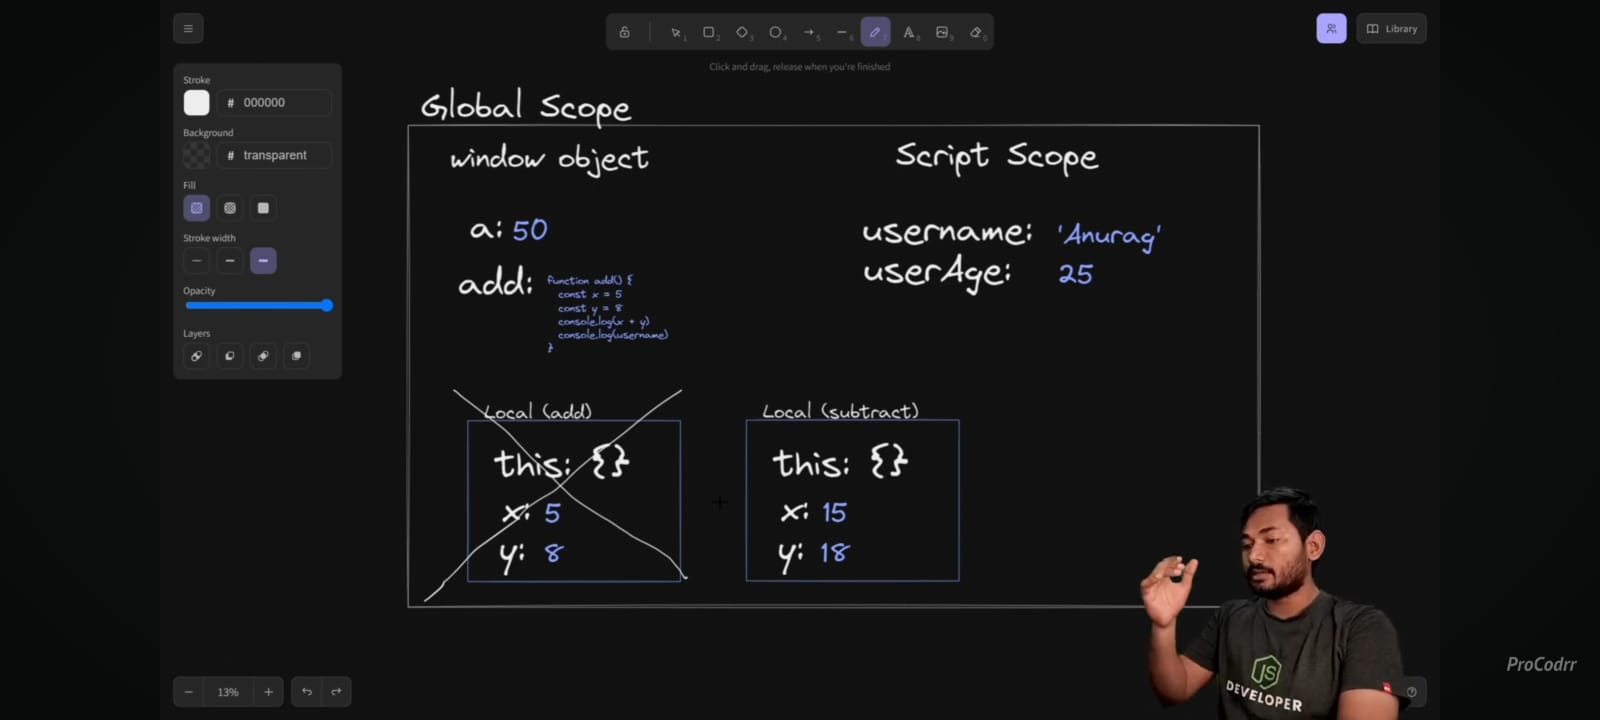 Library
Click and drag, release when you're finished
Stroke
# 000000
Background
# transparent
Fill
Stroke width
Opacity
Layers
Global Scope
window object
Script Scope
a: 50
add: function add() {
const x = 5
const y = 8
console.log(x + y)
console.log(username)
}
username: 'Anurag'
userAge: 25
Local (add)
this: {}
x: 5
y: 8
Local (subtract)
this: {}
x: 15
y: 18
JS
DEVELOPER
ProCodrr
13%